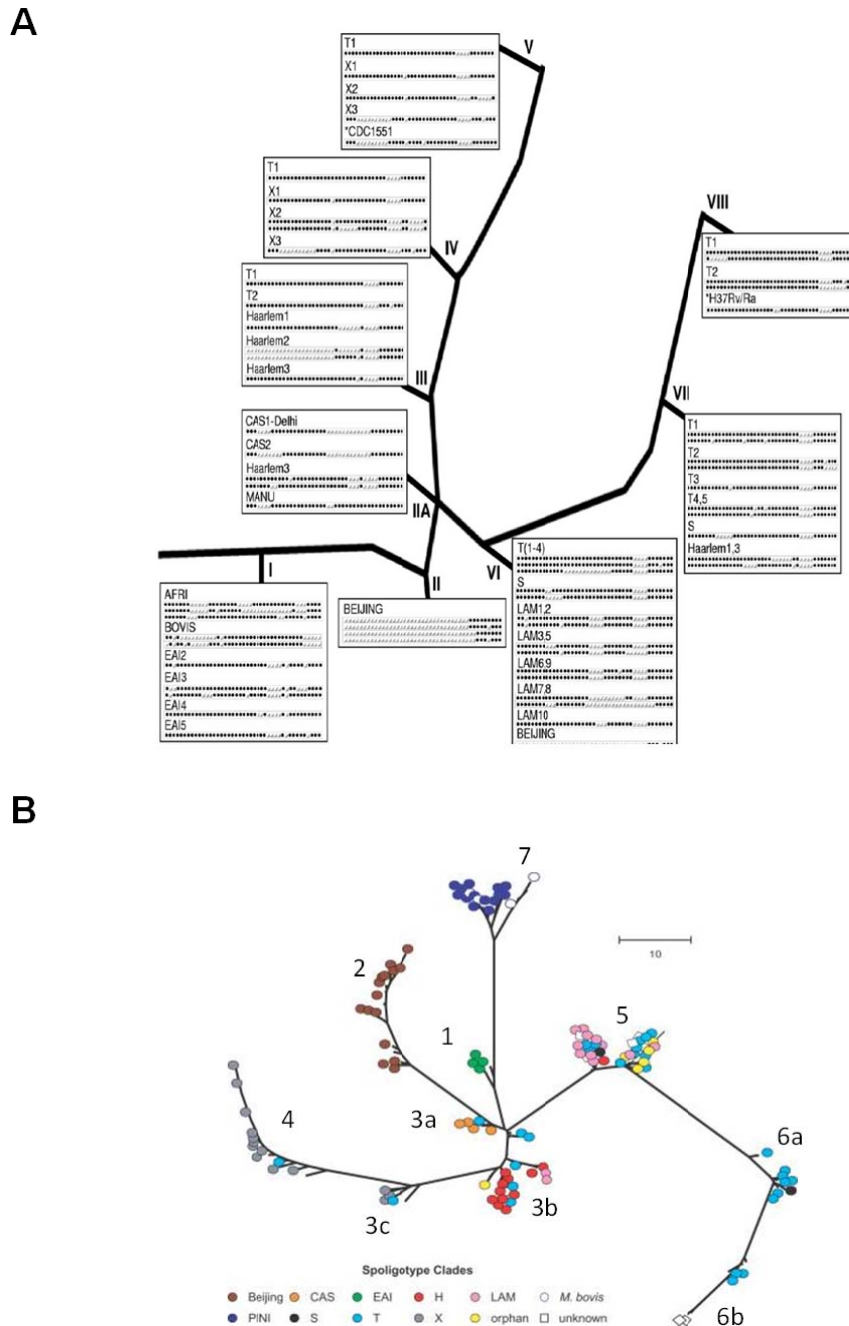 A
T1
X1
X2
X3
*CDC1551
V
T1
X1
X2
X3
IV
VIII
T1
T2
*H37Rv/Ra
T1
T2
Haarlem1
Haarlem2
Haarlem3
III
VII
T1
T2
T3
T4,5
S
Haarlem1,3
CAS1-Delhi
CAS2
Haarlem3
MANU
IIA
I
II
VI
AFRI
BOVIS
EAI2
EAI3
EAI4
EAI5
BEIJING
T(1-4)
S
LAM1,2
LAM3,5
LAM6,9
LAM7,8
LAM10
BEIJING
B
7
10
2
5
1
3a
4
6a
3b
3c
6b
Spoligotype Clades
Beijing CAS EAI H LAM M. bovis
PINI S T X orphan unknown